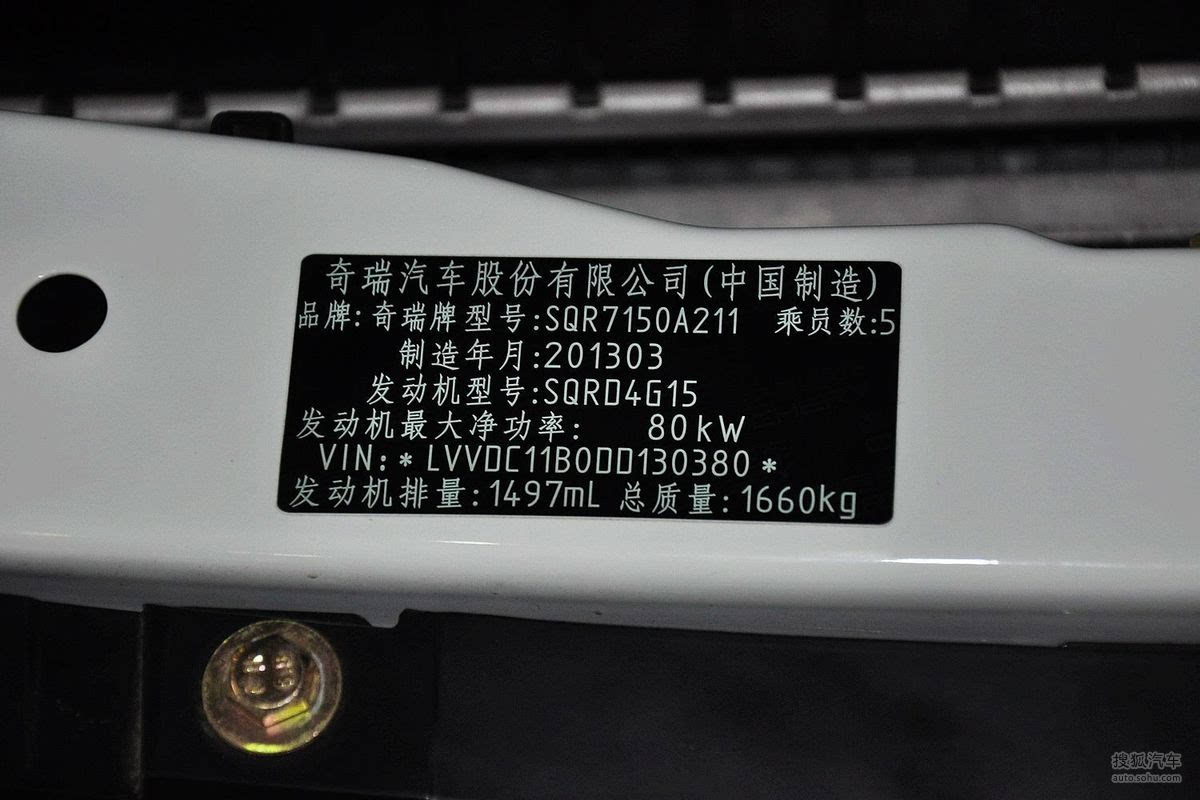 奇瑞汽车股份有限公司(中国制造)
品牌:奇瑞牌 型号:SQR7150A211 乘员数:5
制造年月:201303
发动机型号:SQRD4G15
发动机最大净功率: 80kW
VIN:*LVVDC11B0DD130380*
发动机排量:1497mL 总质量:1660kg
搜狐汽车
auto.sohu.com